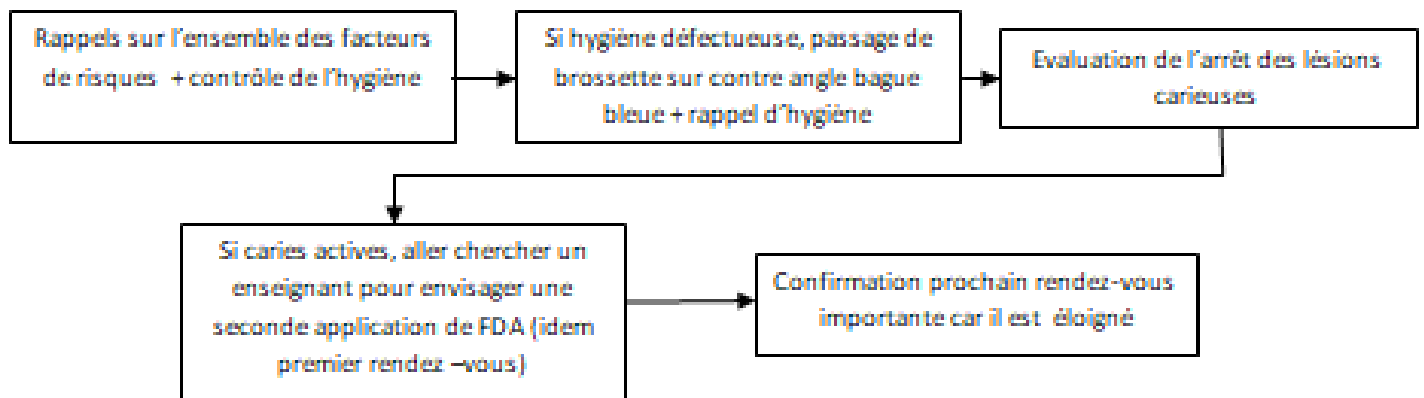 Rappels sur l'ensemble des facteurs
de risques + contrôle de l'hygiène
Si hygiène défectueuse, passage de
brossette sur contre angle bague
bleue + rappel d'hygiène
Evaluation de l'arrêt des lésions
carieuses
Si caries actives, aller chercher un
enseignant pour envisager une
seconde application de FDA (idem
premier rendez –vous)
Confirmation prochain rendez-vous
importante car il est éloigné